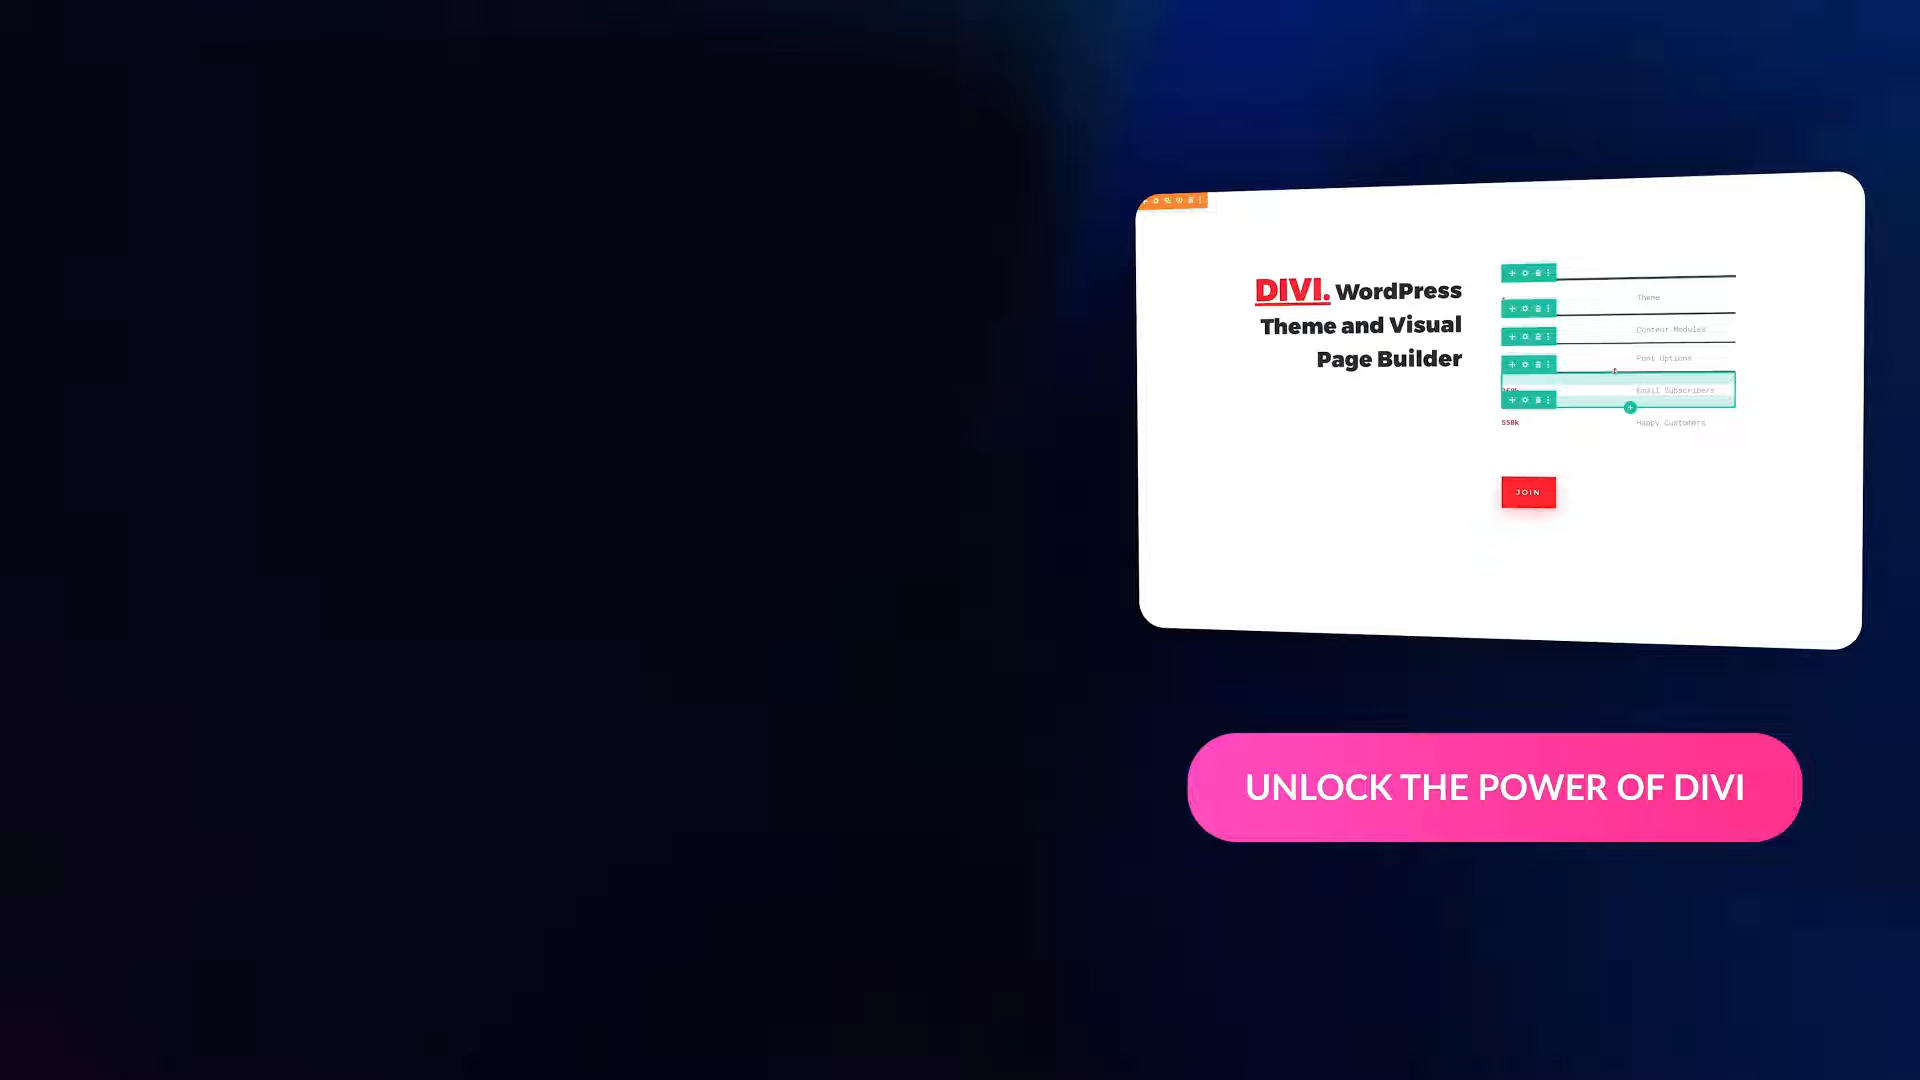 DIVI. WordPress
Theme and Visual
Page Builder
Theme
Content Modules
Font Options
Email Subscribers
550k
Happy Customers
JOIN
UNLOCK THE POWER OF DIVI